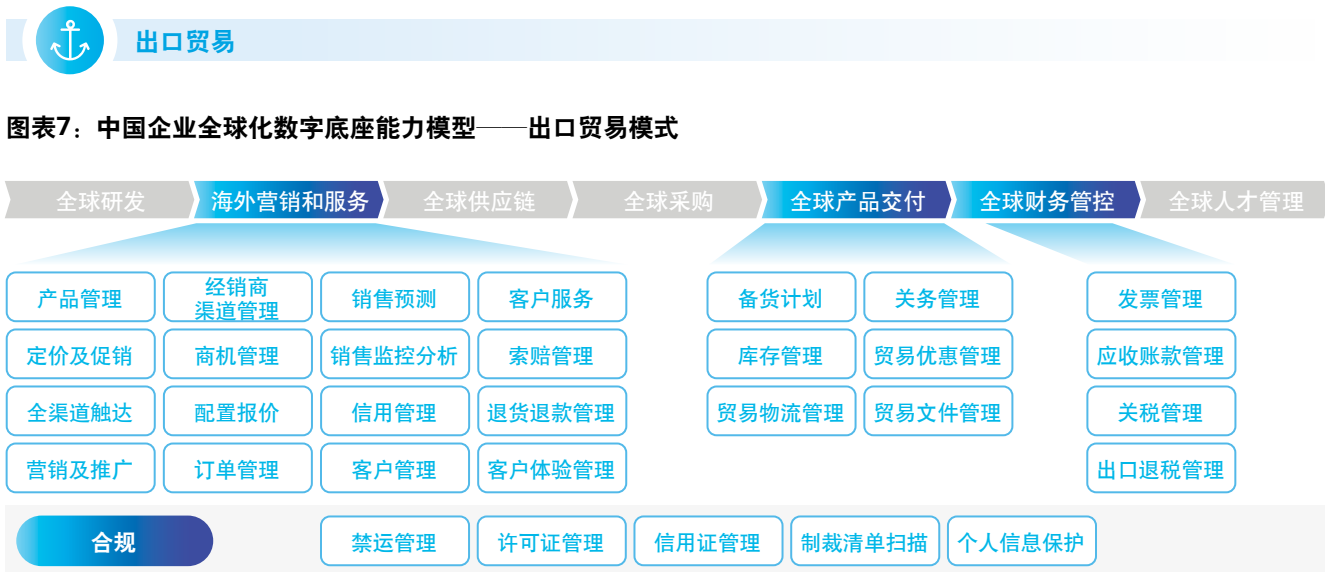 出口贸易
图表7：中国企业全球化数字底座能力模型——出口贸易模式
全球研发 海外营销和服务 全球供应链 全球采购 全球产品交付 全球财务管控 全球人才管理
产品管理 经销商 销售预测 客户服务 备货计划 关务管理 发票管理
渠道管理
定价及促销 商机管理 销售监控分析 索赔管理 库存管理 贸易优惠管理 应收账款管理
全渠道触达 配置报价 信用管理 退货退款管理 贸易物流管理 贸易文件管理 关税管理
营销及推广 订单管理 客户管理 客户体验管理 出口退税管理
合规 禁运管理 许可证管理 信用证管理 制裁清单扫描 个人信息保护